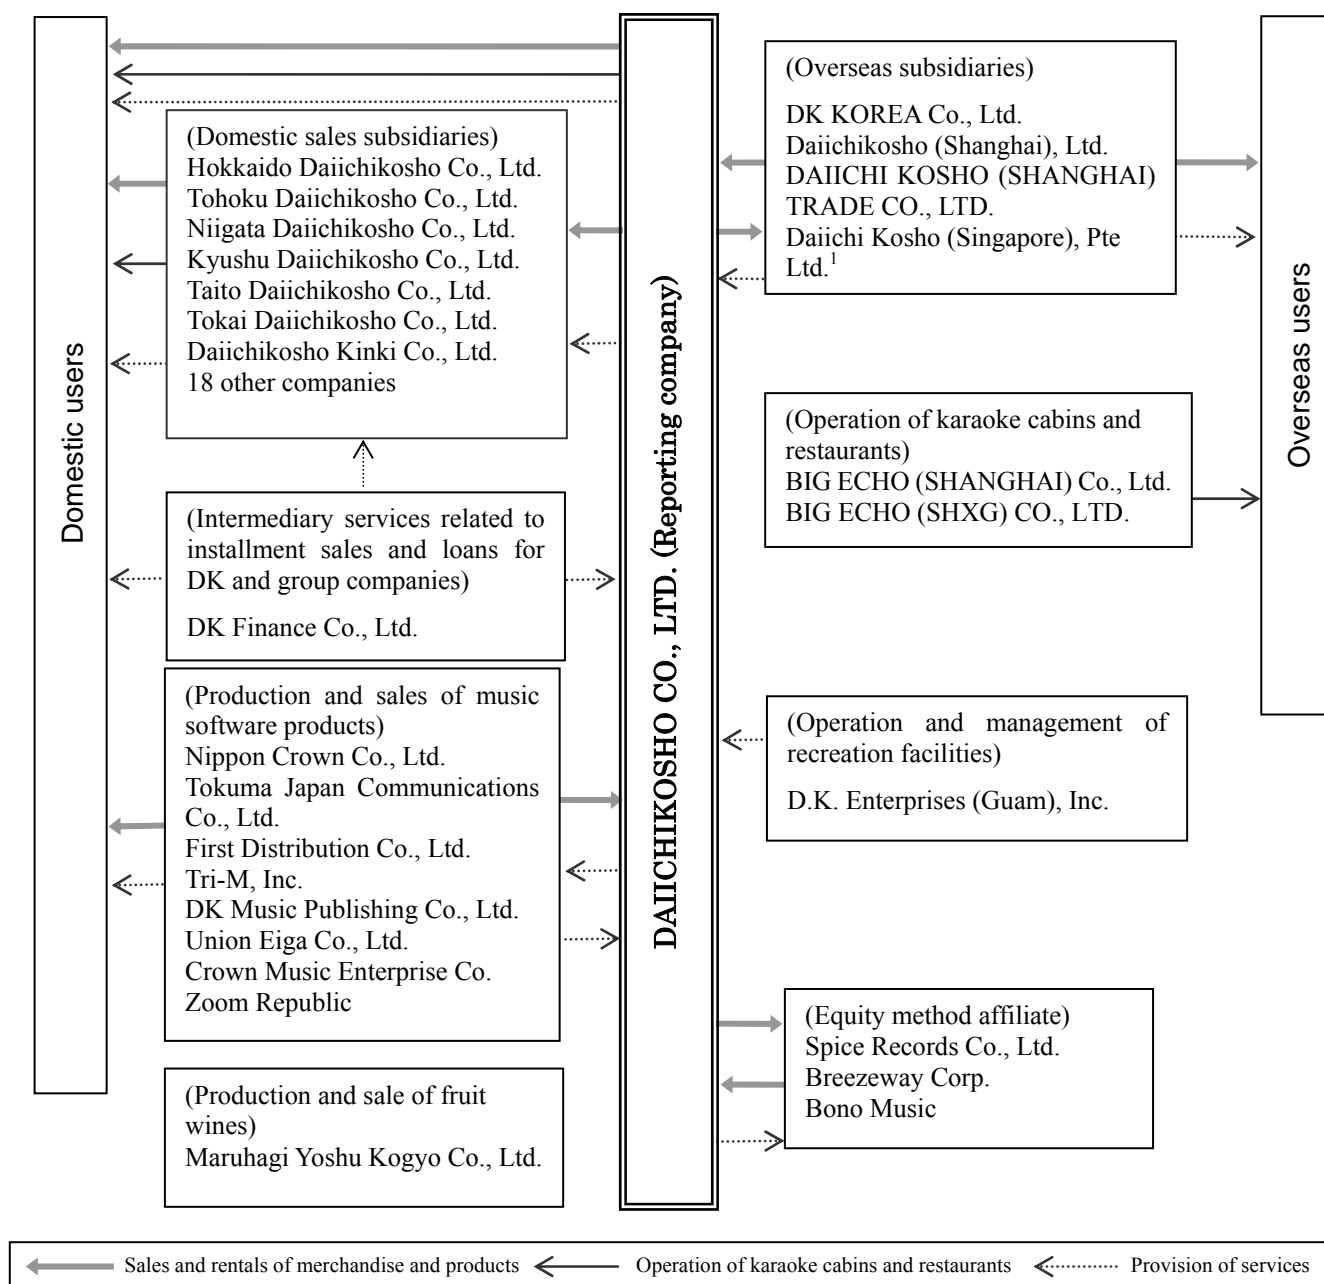 Domestic users
(Domestic sales subsidiaries)
Hokkaido Daiichikosho Co., Ltd.
Tohoku Daiichikosho Co., Ltd.
Niigata Daiichikosho Co., Ltd.
Kyushu Daiichikosho Co., Ltd.
Taito Daiichikosho Co., Ltd.
Tokai Daiichikosho Co., Ltd.
Daiichikosho Kinki Co., Ltd.
18 other companies
(Intermediary services related to
installment sales and loans for
DK and group companies)
DK Finance Co., Ltd.
(Production and sales of music
software products)
Nippon Crown Co., Ltd.
Tokuma Japan Communications
Co., Ltd.
First Distribution Co., Ltd.
Tri-M, Inc.
DK Music Publishing Co., Ltd.
Union Eiga Co., Ltd.
Crown Music Enterprise Co.
Zoom Republic
(Production and sale of fruit
wines)
Maruhagi Yoshu Kogyo Co., Ltd.
DAIICHIKOSHO CO., LTD. (Reporting company)
(Overseas subsidiaries)
DK KOREA Co., Ltd.
Daiichikosho (Shanghai), Ltd.
DAIICHI KOSHO (SHANGHAI)
TRADE CO., LTD.
Daiichi Kosho (Singapore), Pte
Ltd.1
(Operation of karaoke cabins and
restaurants)
BIG ECHO (SHANGHAI) Co., Ltd.
BIG ECHO (SHXG) CO., LTD.
(Operation and management of
recreation facilities)
D.K. Enterprises (Guam), Inc.
(Equity method affiliate)
Spice Records Co., Ltd.
Breezeway Corp.
Bono Music
Overseas users
Sales and rentals of merchandise and products
Operation of karaoke cabins and restaurants
Provision of services